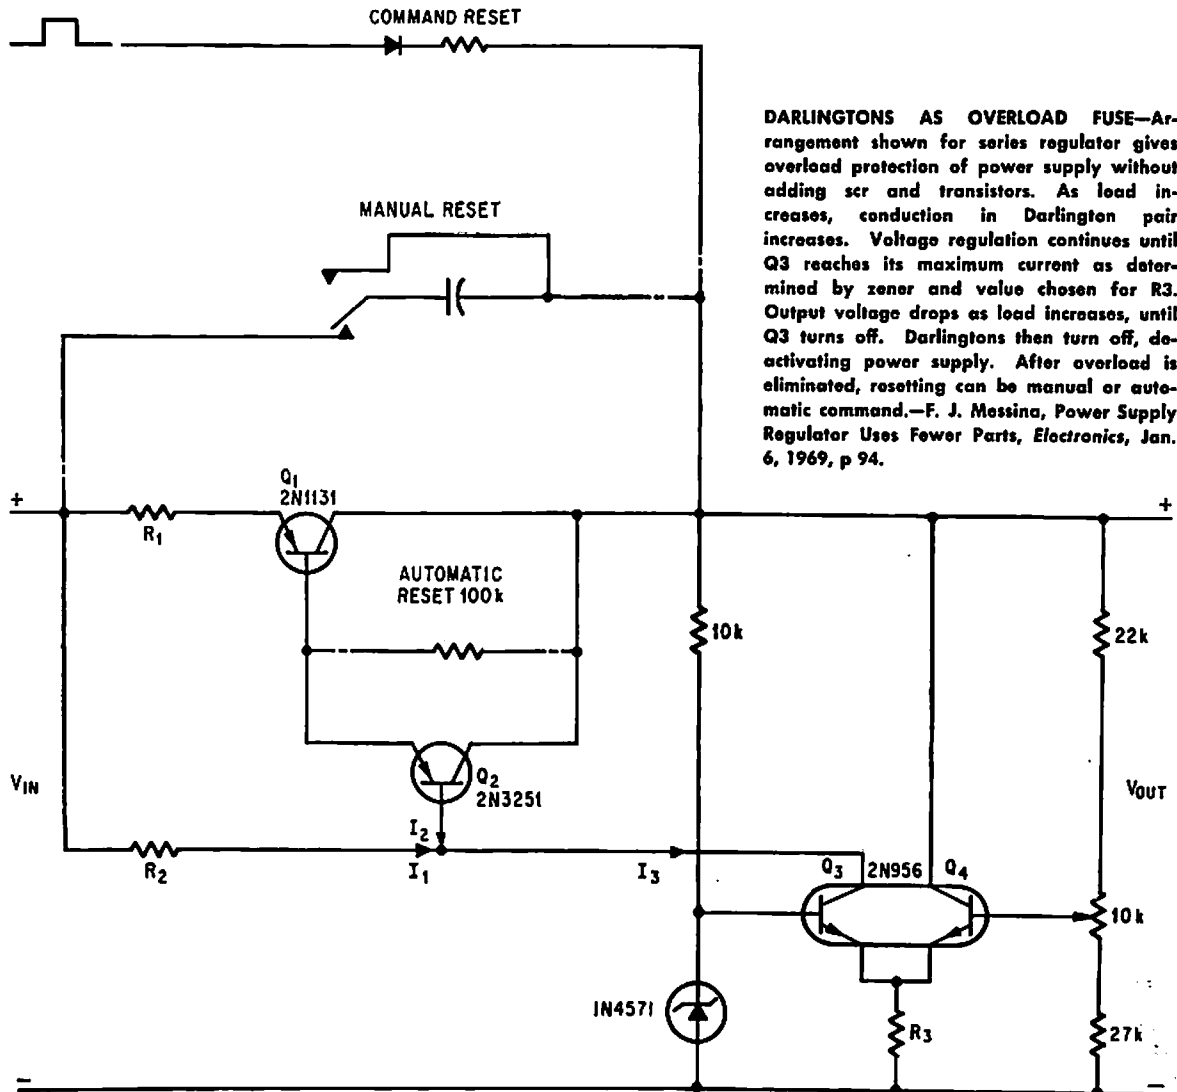 COMMAND RESET
DARLINGTONS AS OVERLOAD FUSE—Ar-
rangement shown for series regulator gives
overload protection of power supply without
adding scr and transistors. As load in-
creases, conduction in Darlington pair
increases. Voltage regulation continues until
Q3 reaches its maximum current as deter-
mined by zener and value chosen for R3.
Output voltage drops as load increases, until
Q3 turns off. Darlingtons then turn off, de-
activating power supply. After overload is
eliminated, resetting can be manual or auto-
matic command.—F. J. Messina, Power Supply
Regulator Uses Fewer Parts, Electronics, Jan.
6, 1969, p 94.
MANUAL RESET
+
Q1
2N1131
R1
+
AUTOMATIC
RESET 100k
10k
22k
VIN
Q2
2N3251
VOUT
R2
I2
I1
I3
Q3 2N956 Q4
10k
1N4571
R3
27k
−
−